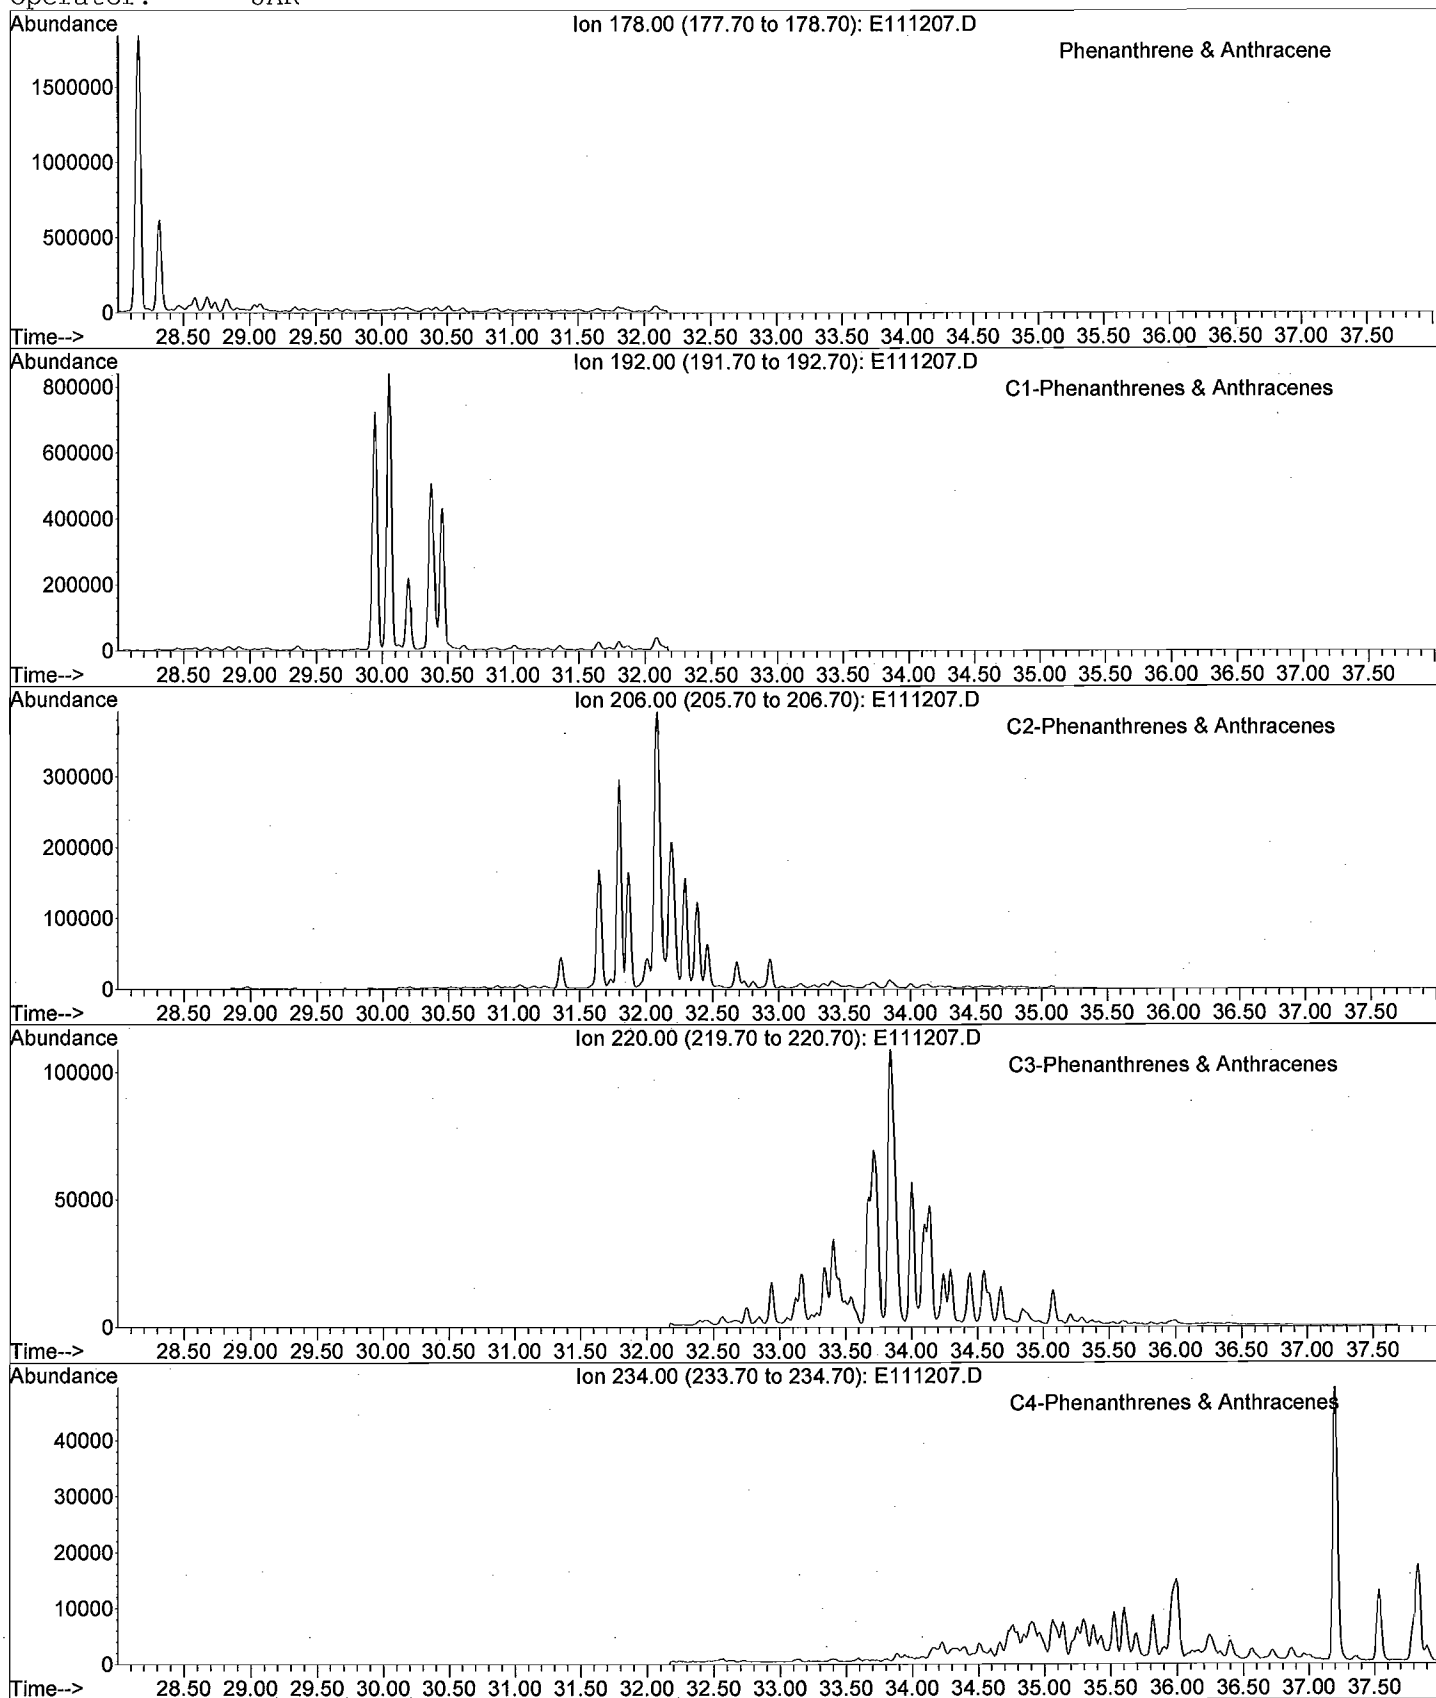 Abundance Ion 178.00 (177.70 to 178.70): E111207.D
Phenanthrene & Anthracene
1500000
1000000
500000
0
Time--> 28.50 29.00 29.50 30.00 30.50 31.00 31.50 32.00 32.50 33.00 33.50 34.00 34.50 35.00 35.50 36.00 36.50 37.00 37.50
Abundance Ion 192.00 (191.70 to 192.70): E111207.D
C1-Phenanthrenes & Anthracenes
800000
600000
400000
200000
0
Time--> 28.50 29.00 29.50 30.00 30.50 31.00 31.50 32.00 32.50 33.00 33.50 34.00 34.50 35.00 35.50 36.00 36.50 37.00 37.50
Abundance Ion 206.00 (205.70 to 206.70): E111207.D
C2-Phenanthrenes & Anthracenes
300000
200000
100000
0
Time--> 28.50 29.00 29.50 30.00 30.50 31.00 31.50 32.00 32.50 33.00 33.50 34.00 34.50 35.00 35.50 36.00 36.50 37.00 37.50
Abundance Ion 220.00 (219.70 to 220.70): E111207.D
C3-Phenanthrenes & Anthracenes
100000
50000
0
Time--> 28.50 29.00 29.50 30.00 30.50 31.00 31.50 32.00 32.50 33.00 33.50 34.00 34.50 35.00 35.50 36.00 36.50 37.00 37.50
Abundance Ion 234.00 (233.70 to 234.70): E111207.D
C4-Phenanthrenes & Anthracenes
40000
30000
20000
10000
0
Time--> 28.50 29.00 29.50 30.00 30.50 31.00 31.50 32.00 32.50 33.00 33.50 34.00 34.50 35.00 35.50 36.00 36.50 37.00 37.50